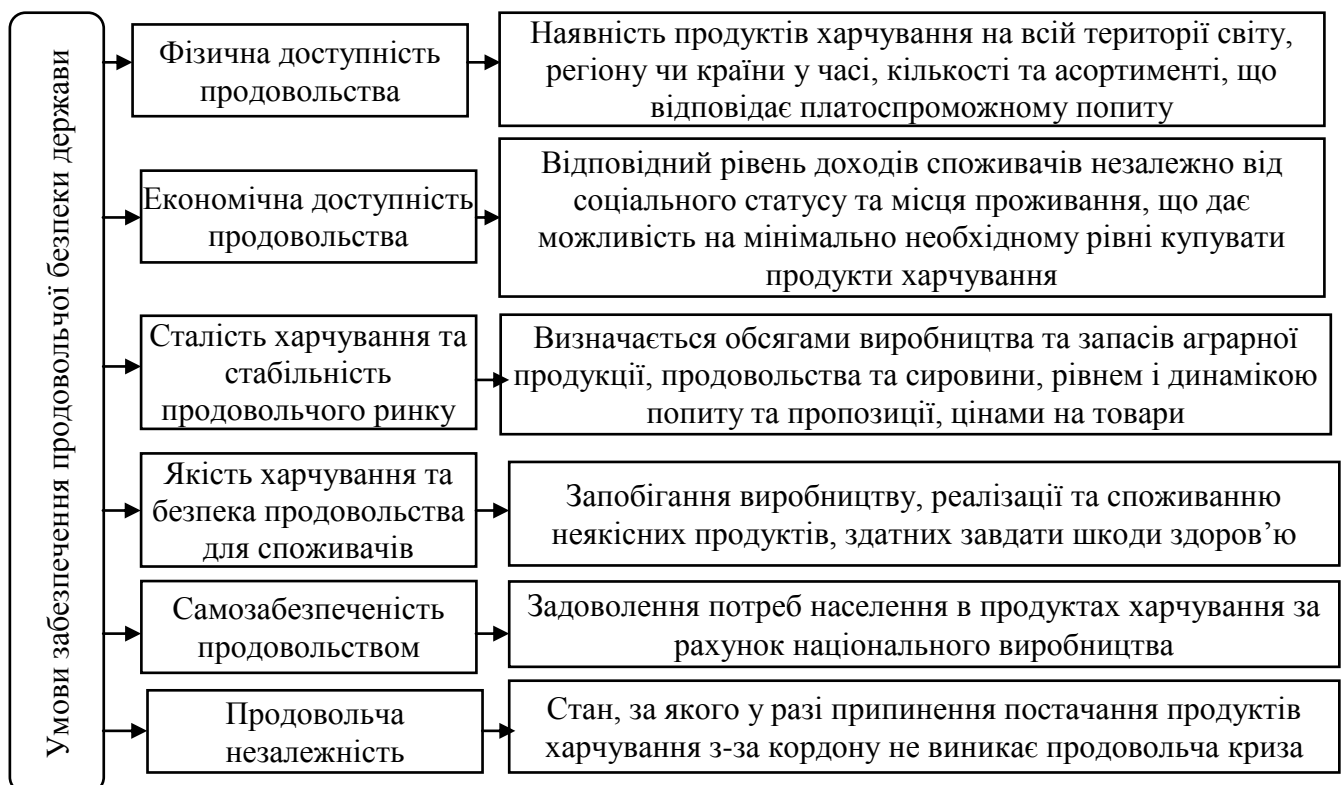 Умови забезпечення продовольчої безпеки держави
Фізична доступність
продовольства
Наявність продуктів харчування на всій території світу,
регіону чи країни у часі, кількості та асортименті, що
відповідає платоспроможному попиту
Економічна доступність
продовольства
Відповідний рівень доходів споживачів незалежно від
соціального статусу та місця проживання, що дає
можливість на мінімально необхідному рівні купувати
продукти харчування
Сталість харчування та
стабільність
продовольчого ринку
Визначається обсягами виробництва та запасів аграрної
продукції, продовольства та сировини, рівнем і динамікою
попиту та пропозиції, цінами на товари
Якість харчування та
безпека продовольства
для споживачів
Запобігання виробництву, реалізації та споживанню
неякісних продуктів, здатних завдати шкоди здоров’ю
Самозабезпеченість
продовольством
Задоволення потреб населення в продуктах харчування за
рахунок національного виробництва
Продовольча
незалежність
Стан, за якого у разі припинення постачання продуктів
харчування з-за кордону не виникає продовольча криза